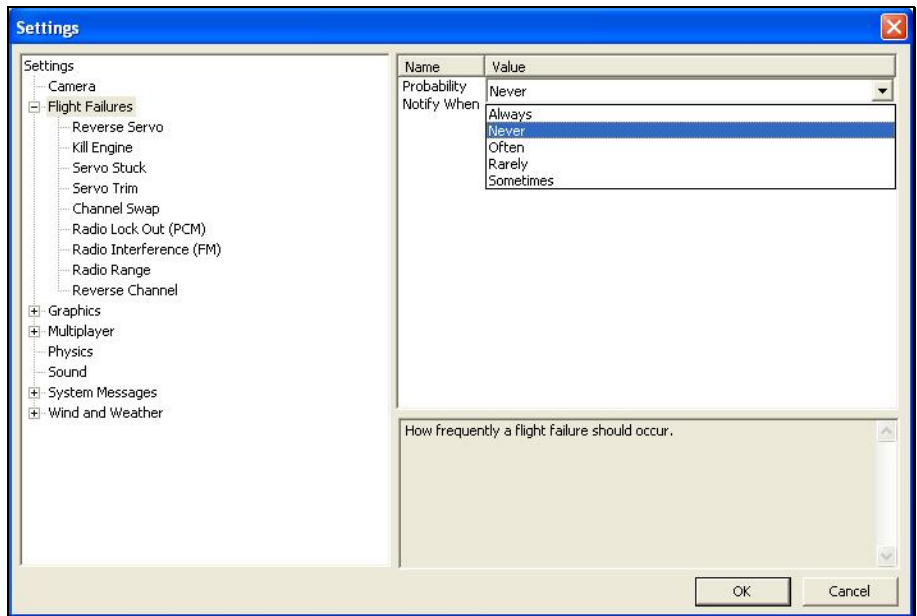 Settings
Settings
Camera
Flight Failures
Reverse Servo
Kill Engine
Servo Stuck
Servo Trim
Channel Swap
Radio Lock Out (PCM)
Radio Interference (FM)
Radio Range
Reverse Channel
Graphics
Multiplayer
Physics
Sound
System Messages
Wind and Weather
Name Value
Probability Never
Notify When
Always
Never
Often
Rarely
Sometimes
How frequently a flight failure should occur.
OK Cancel